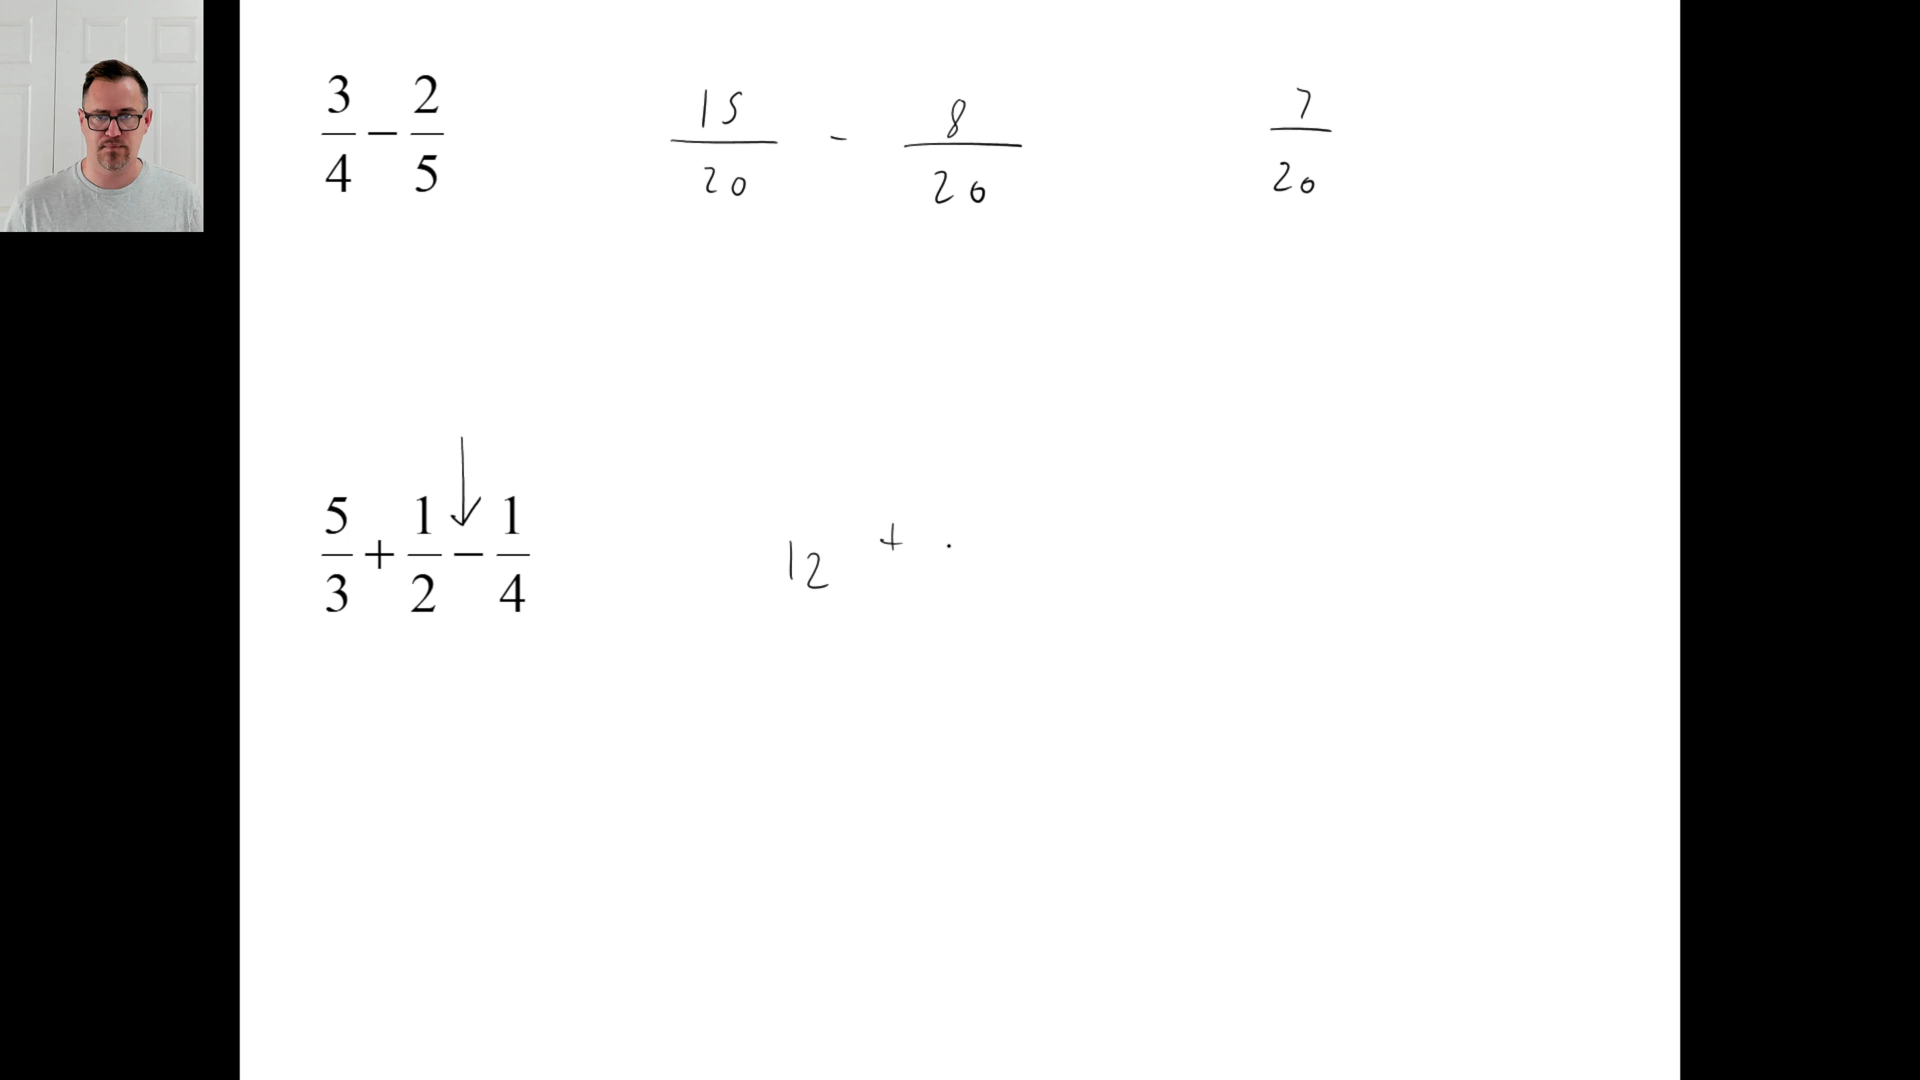 3/4 − 2/5    15/20 - 8/20    7/20
5/3 + 1/2 − 1/4    12 + .